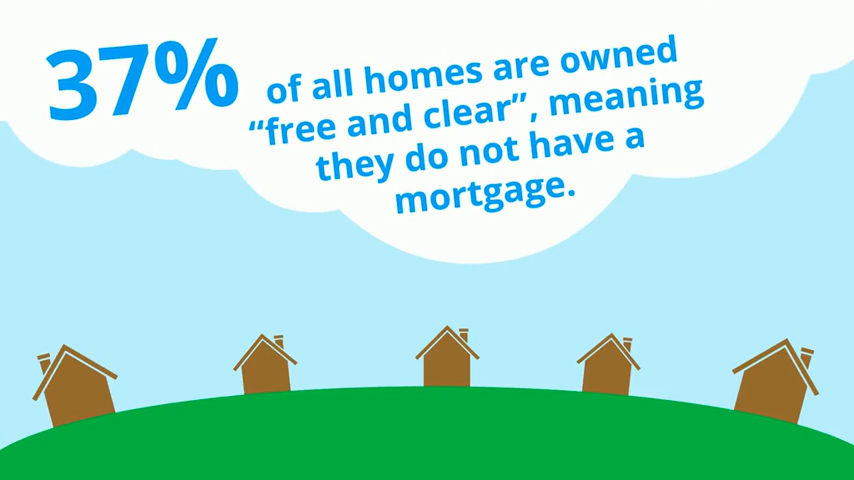 37% of all homes are owned
“free and clear”, meaning
they do not have a
mortgage.